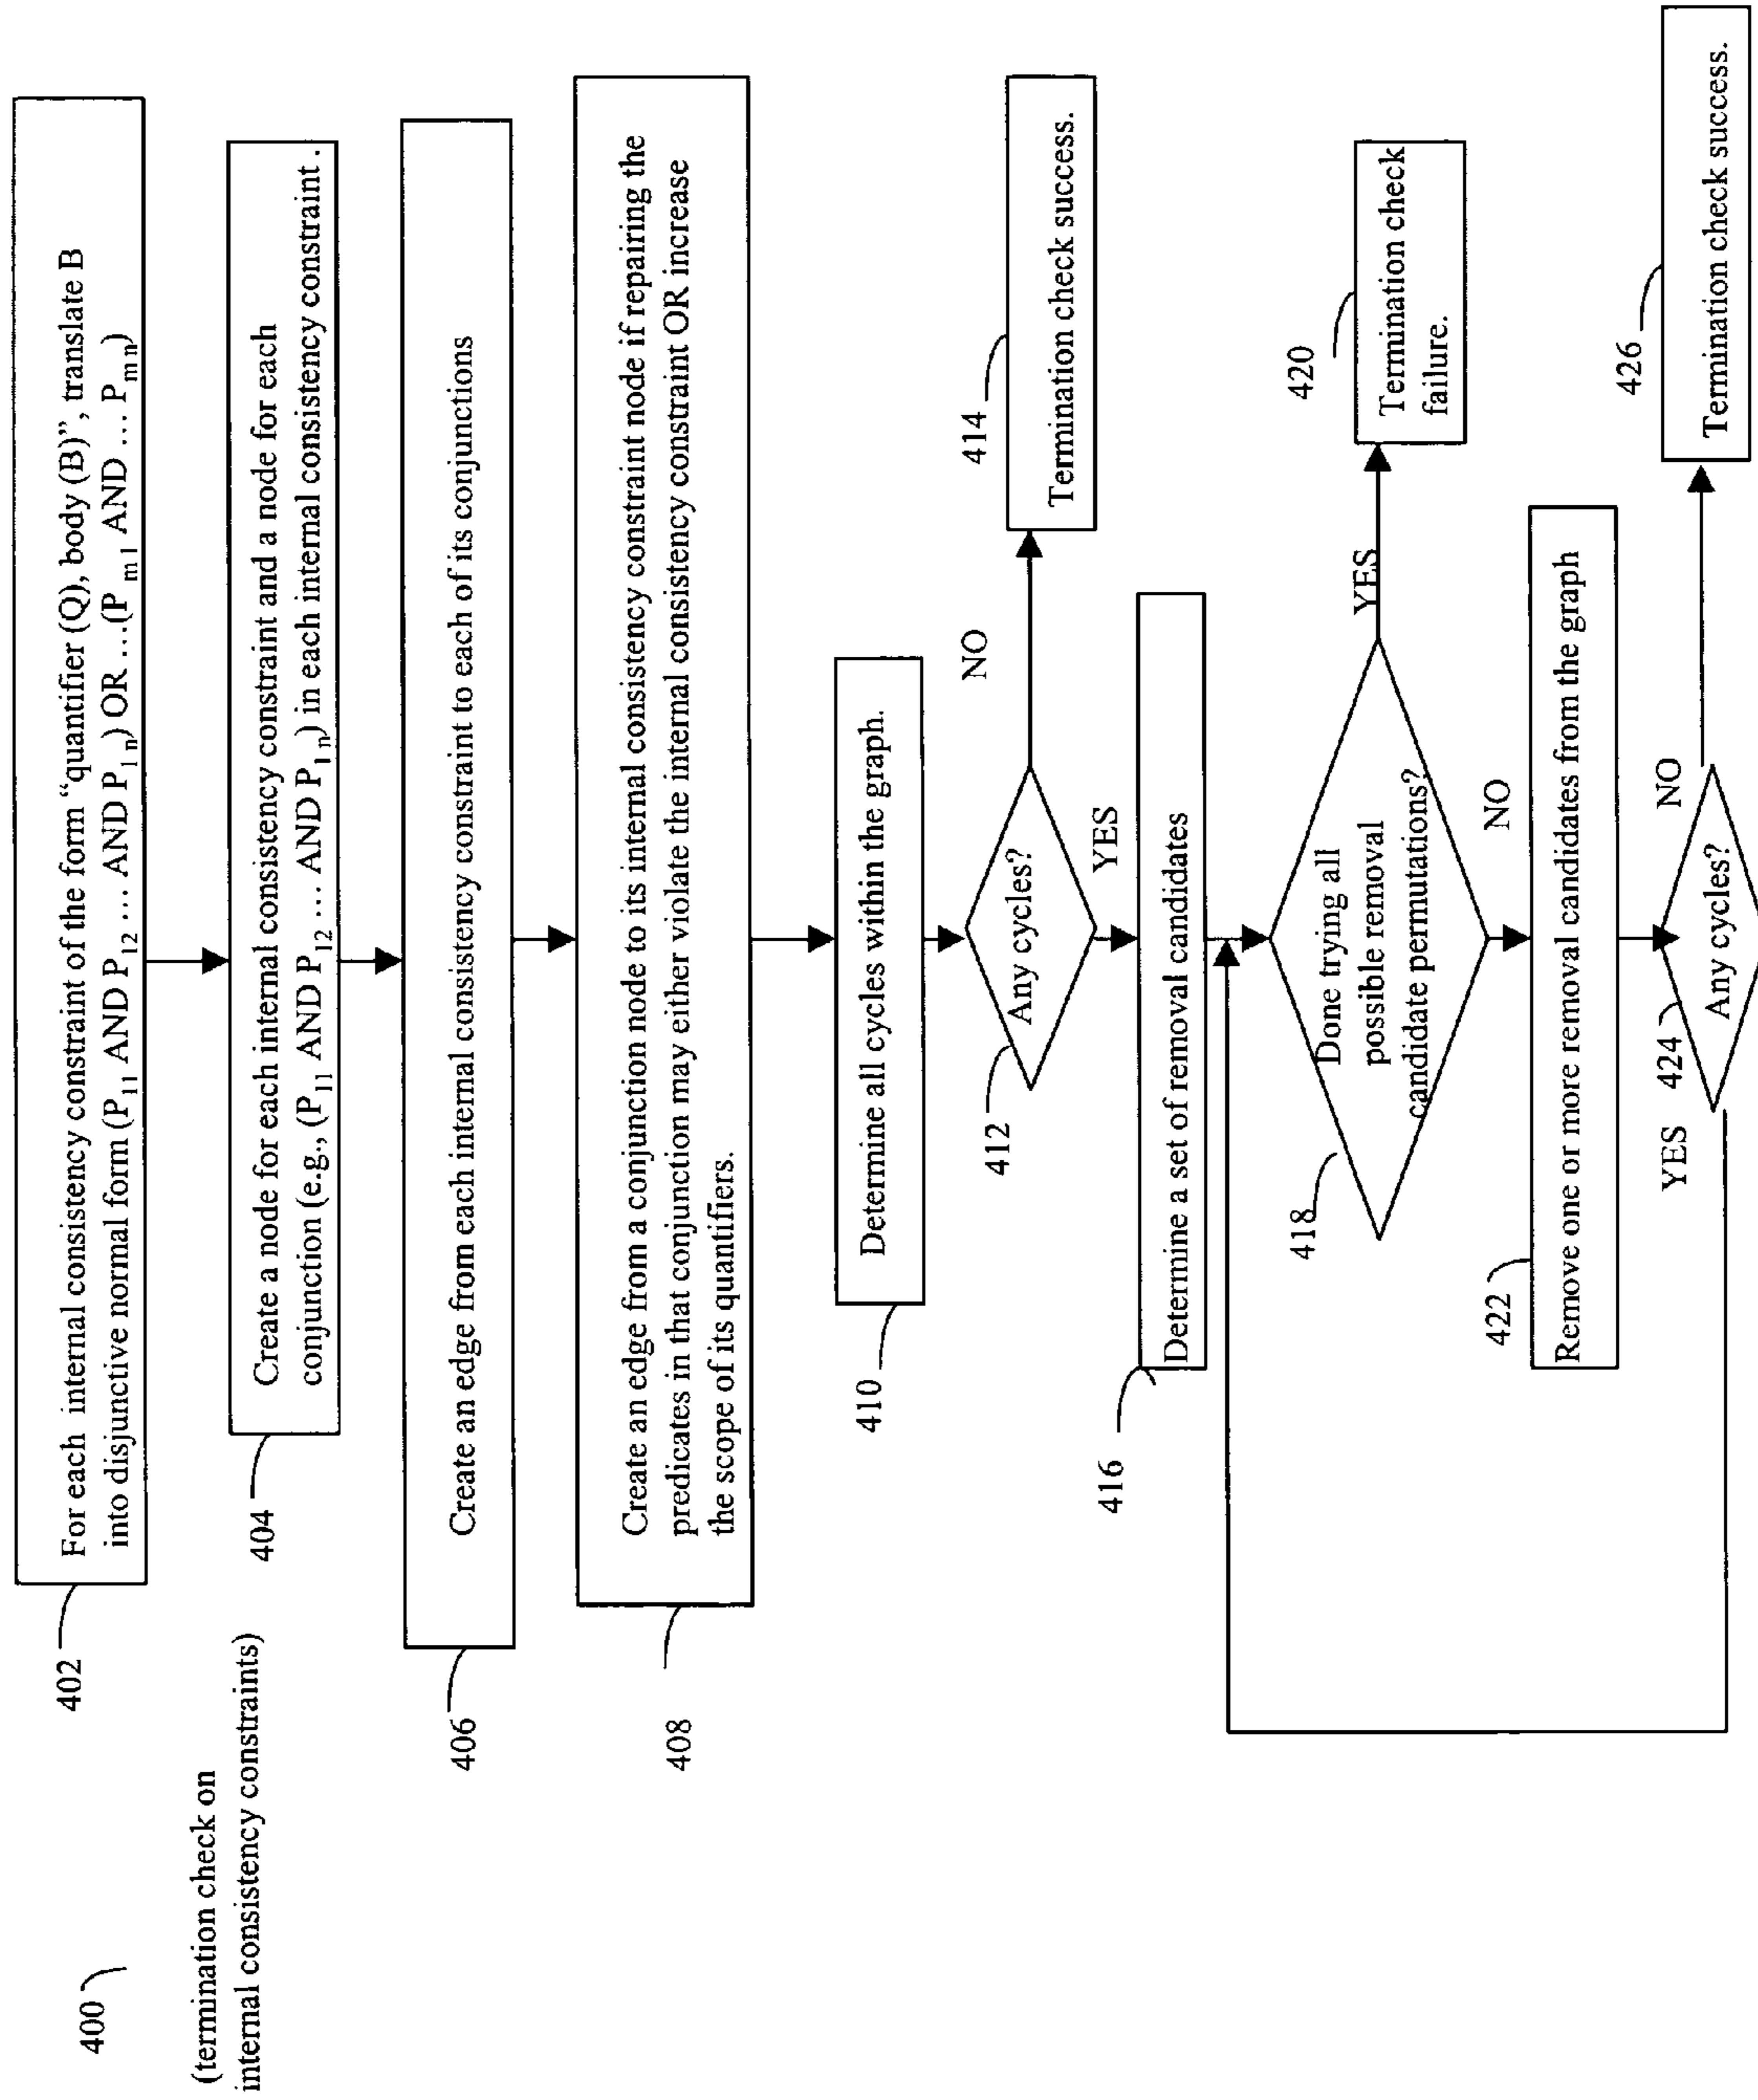 400
(termination check on
internal consistency constraints)
402
For each internal consistency constraint of the form “quantifier (Q), body (B)”, translate B
into disjunctive normal form (P11 AND P12 ... AND P1n) OR ...(P m1 AND ... P mn)
404
Create a node for each internal consistency constraint and a node for each
conjunction (e.g., (P11 AND P12 ... AND P1n) in each internal consistency constraint .
406
Create an edge from each internal consistency constraint to each of its conjunctions
408
Create an edge from a conjunction node to its internal consistency constraint node if repairing the
predicates in that conjunction may either violate the internal consistency constraint OR increase
the scope of its quantifiers.
410
Determine all cycles within the graph.
412
Any cycles?
NO
414
Termination check success.
YES
416
Determine a set of removal candidates
418
Done trying all
possible removal
candidate permutations?
YES
420
Termination check
failure.
NO
422
Remove one or more removal candidates from the graph
424
Any cycles?
YES
NO
426
Termination check success.